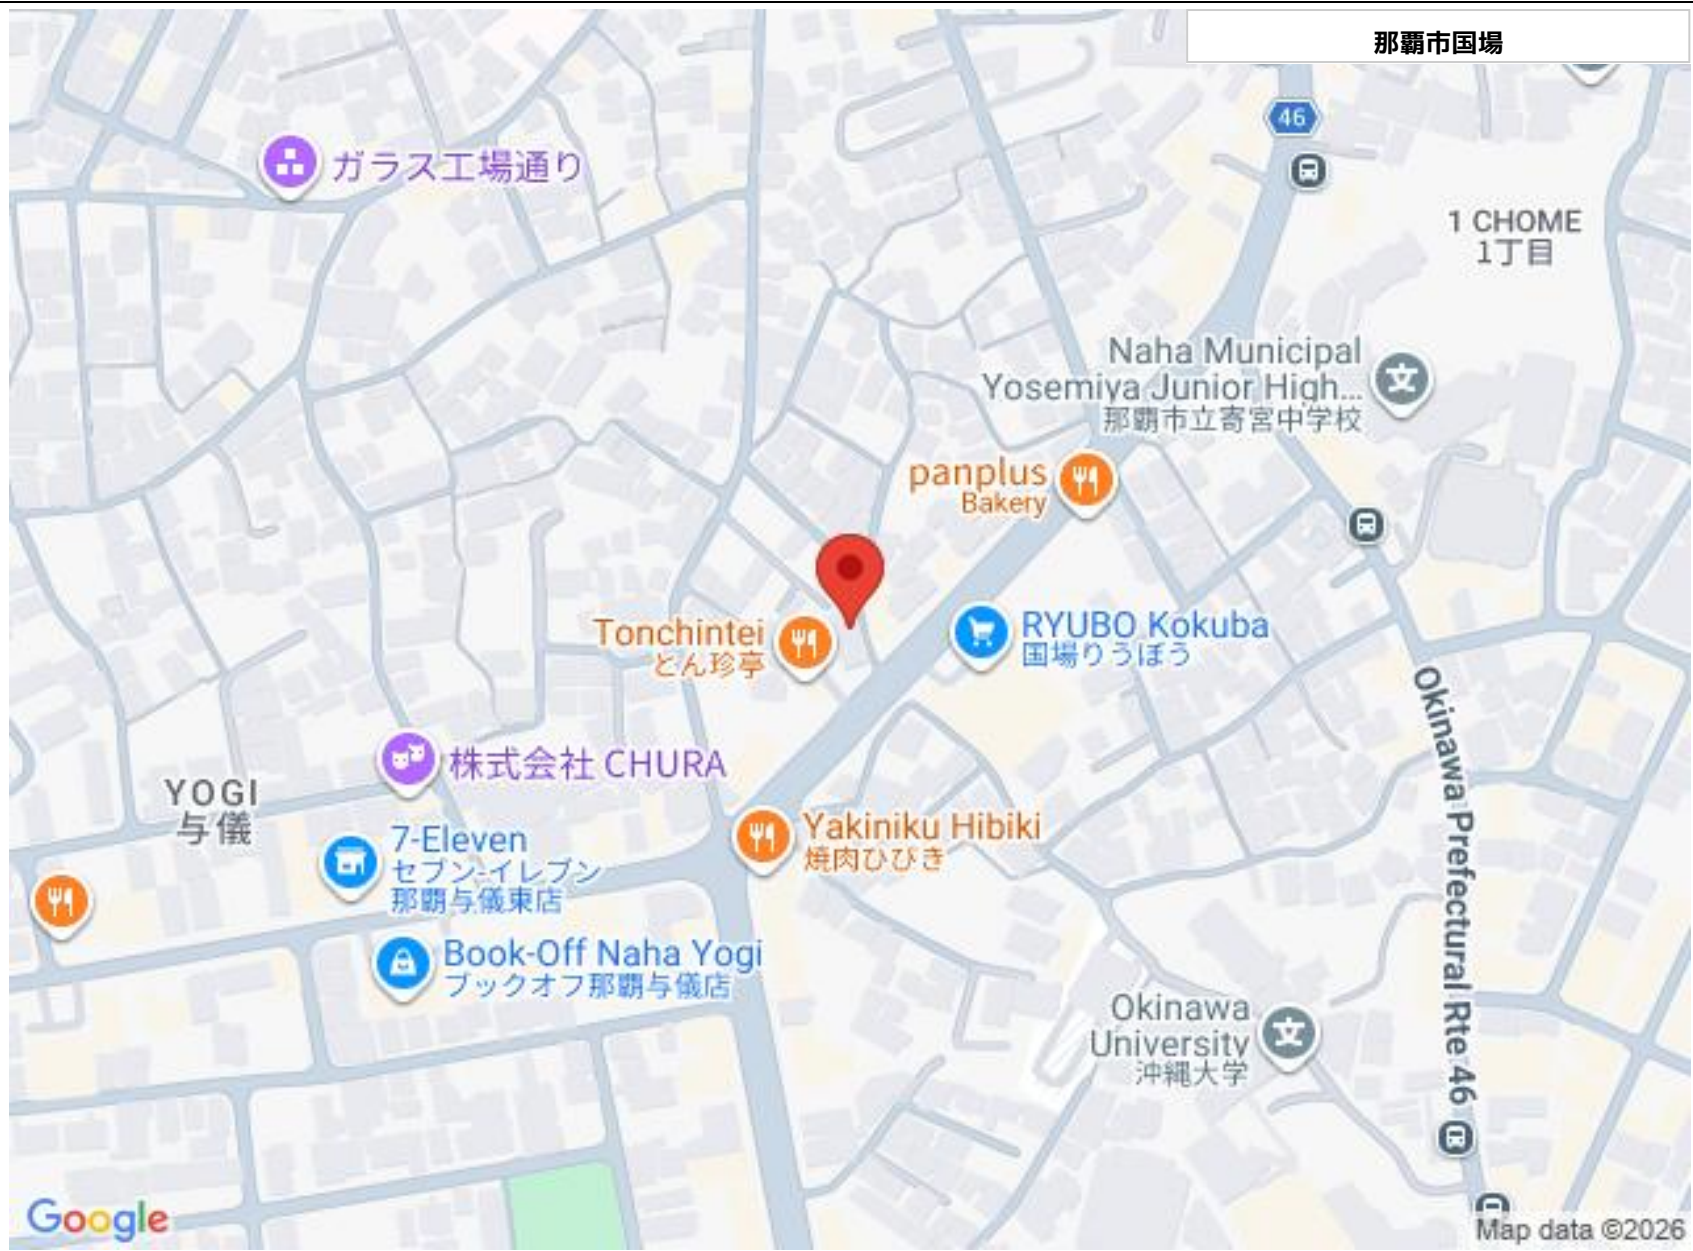 那覇市国場
46
ガラス工場通り
1 CHOME
1丁目
Naha Municipal
Yosemiya Junior High...
那覇市立寄宮中学校
panplus
Bakery
Tonchintei
とん珍亭
RYUBO Kokuba
国場りうぼう
Okinawa Prefectural Rte 46
株式会社 CHURA
YOGI
与儀
7-Eleven
セブン-イレブン
那覇与儀東店
Yakiniku Hibiki
焼肉ひびき
Book-Off Naha Yogi
ブックオフ那覇与儀店
Okinawa
University
沖縄大学
Google
Map data ©2026